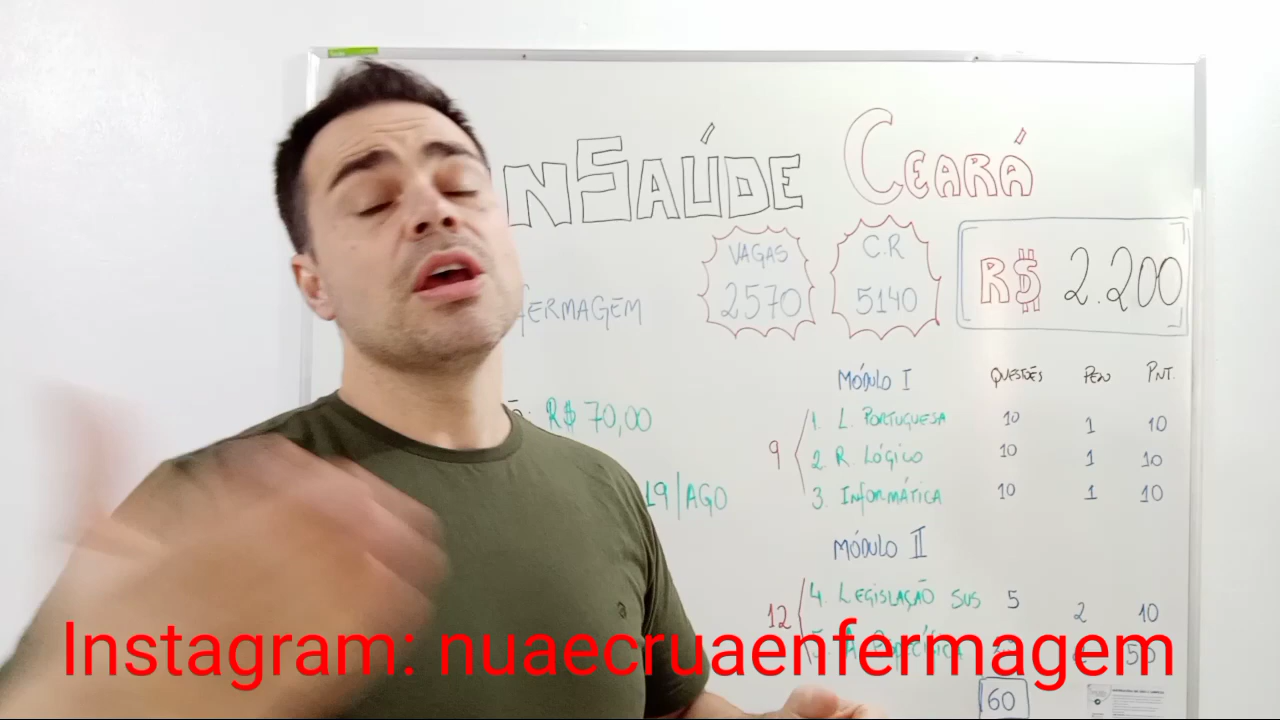 NSAÚDE CEARÁ
VAGAS
2570
C.R
5140
R$ 2.200
FERMAGEM
MÓDULO I QUESTÕES PESO PNT.
R$ 70,00
1. L. PORTUGUESA 10 1 10
9
2. R. LÓGICO 10 1 10
19/AGO
3. INFORMÁTICA 10 1 10
MÓDULO II
12
4. LEGISLAÇÃO SUS 5 2 10
Instagram: nuaecruaenfermagem
60